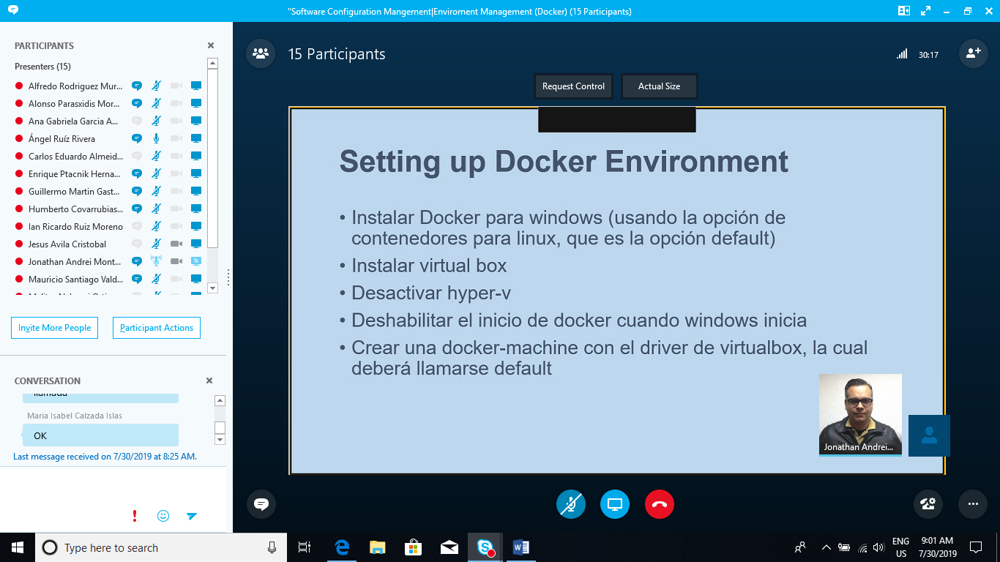 "Software Configuration Mangement|Enviroment Management (Docker) (15 Participants)
PARTICIPANTS
Presenters (15)
Alfredo Rodriguez Mur...
Alonso Parasxidis Mor...
Ana Gabriela Garcia A...
Ángel Ruíz Rivera
Carlos Eduardo Almeid...
Enrique Ptacnik Herna...
Guillermo Martin Gast...
Humberto Covarrubias...
Ian Ricardo Ruiz Moreno
Jesus Avila Cristobal
Jonathan Andrei Mont...
Mauricio Santiago Vald...
Invite More People
Participant Actions
CONVERSATION
llamada
Maria Isabel Calzada Islas
OK
Last message received on 7/30/2019 at 8:25 AM.
15 Participants
30:17
Request Control
Actual Size
Setting up Docker Environment
• Instalar Docker para windows (usando la opción de
contenedores para linux, que es la opción default)
• Instalar virtual box
• Desactivar hyper-v
• Deshabilitar el inicio de docker cuando windows inicia
• Crear una docker-machine con el driver de virtualbox, la cual
deberá llamarse default
Jonathan Andrei...
Type here to search
ENG
US
9:01 AM
7/30/2019